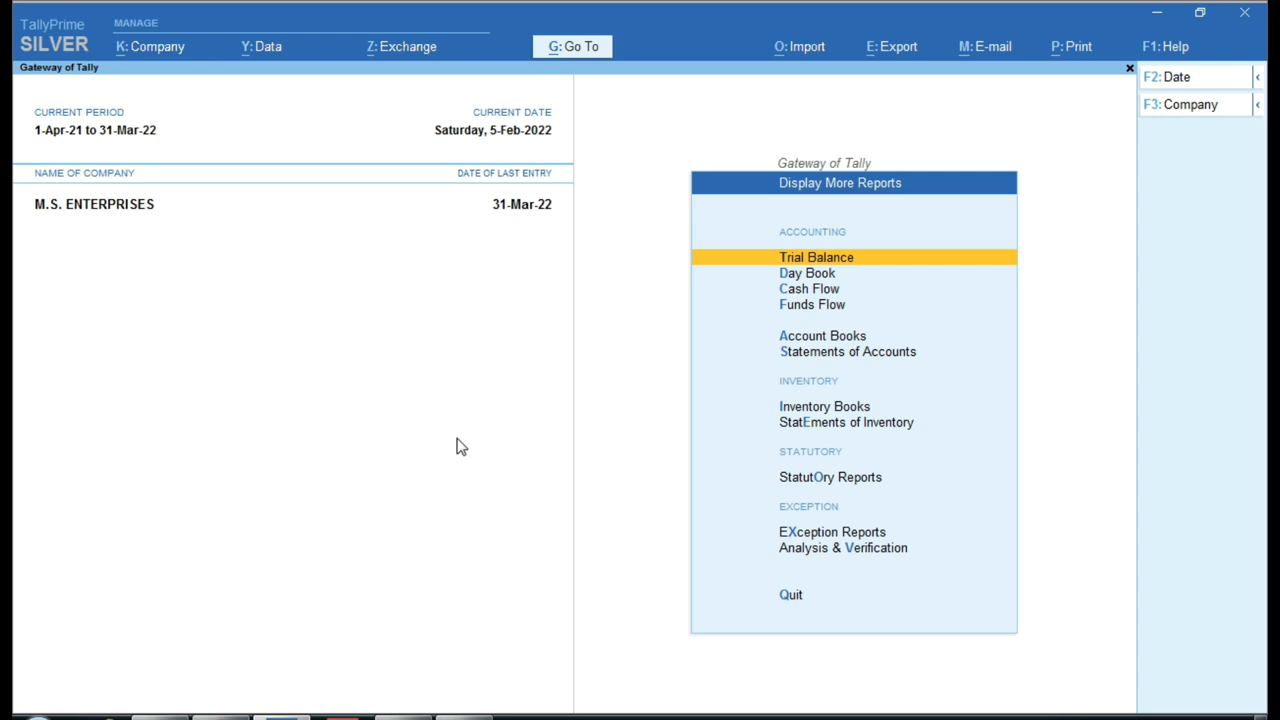 TallyPrime
SILVER
MANAGE
K: Company
Y: Data
Z: Exchange
G: Go To
O: Import
E: Export
M: E-mail
P: Print
F1: Help
Gateway of Tally
F2: Date
F3: Company
CURRENT PERIOD
CURRENT DATE
1-Apr-21 to 31-Mar-22
Saturday, 5-Feb-2022
NAME OF COMPANY
DATE OF LAST ENTRY
M.S. ENTERPRISES
31-Mar-22
Gateway of Tally
Display More Reports
ACCOUNTING
Trial Balance
Day Book
Cash Flow
Funds Flow
Account Books
Statements of Accounts
INVENTORY
Inventory Books
StatEments of Inventory
STATUTORY
StatutOry Reports
EXCEPTION
EXception Reports
Analysis & Verification
Quit